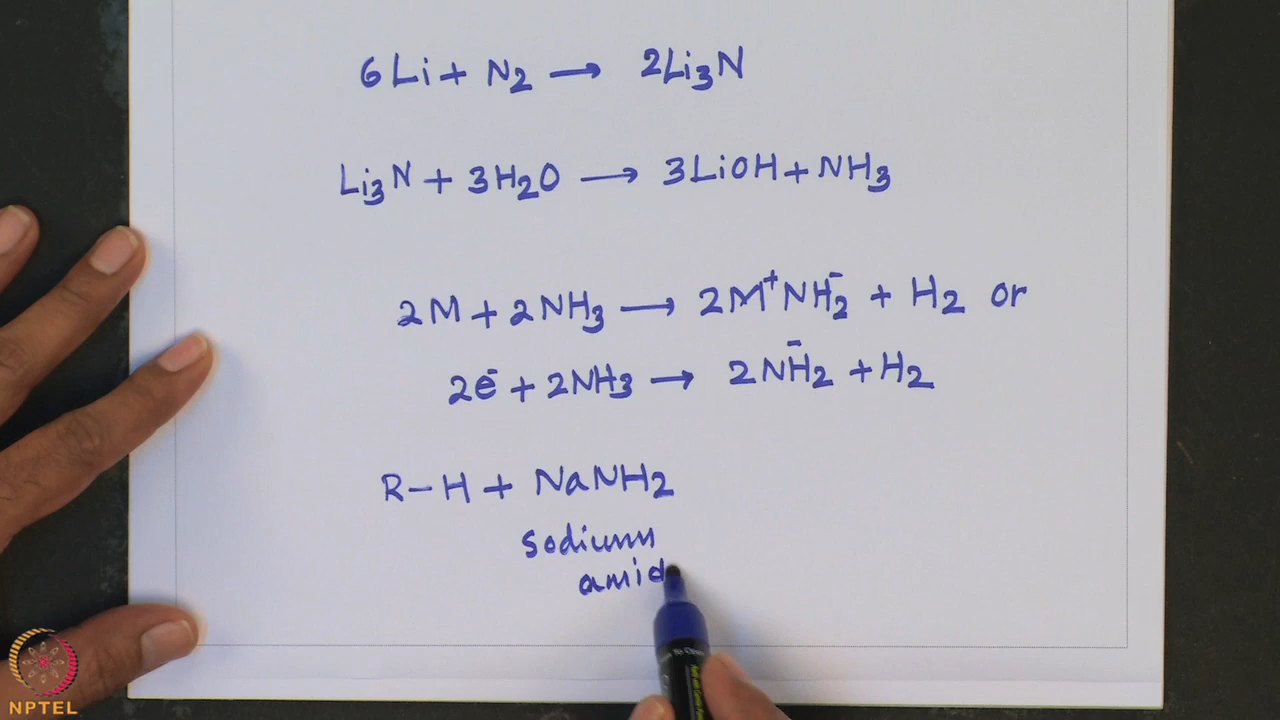 6Li + N₂ → 2Li₃N
Li₃N + 3H₂O → 3LiOH + NH₃
2M + 2NH₃ → 2M⁺NH₂⁻ + H₂ or
2e⁻ + 2NH₃ → 2NH₂⁻ + H₂
R–H + NaNH₂
sodium
amid
NPTEL